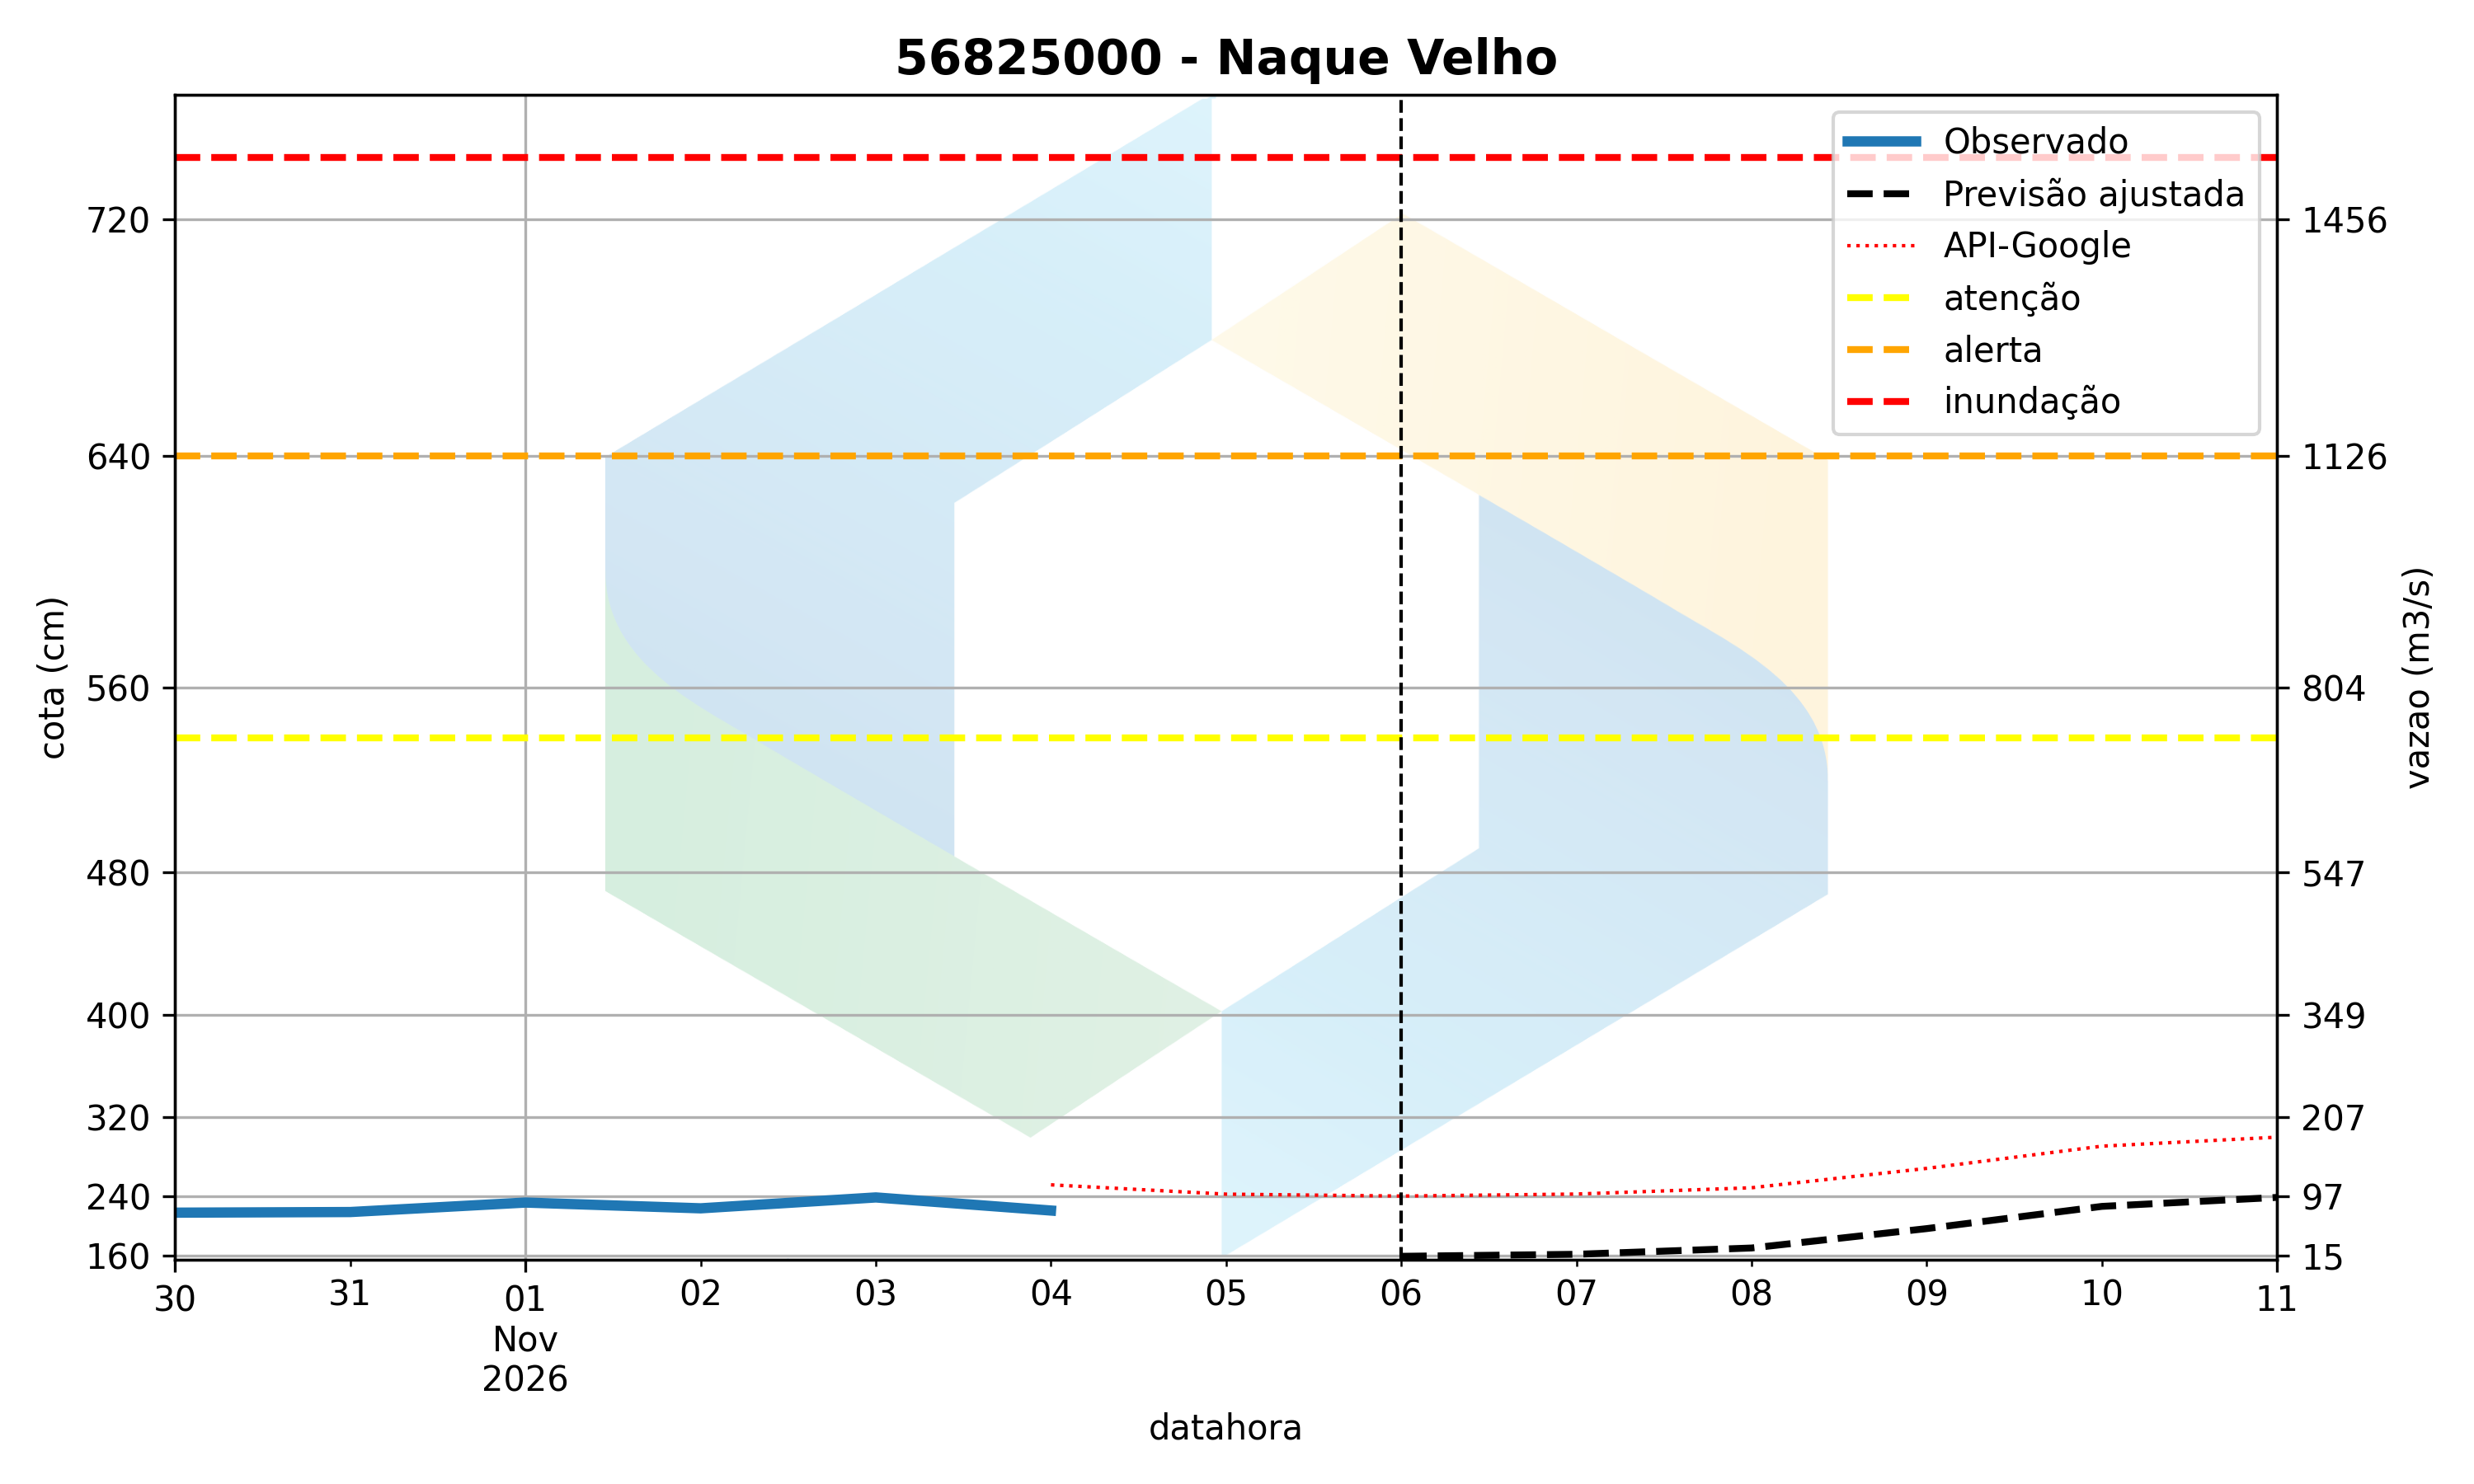 56825000 - Naque Velho
Observado
Previsão ajustada
API-Google
atenção
alerta
inundação
cota (cm)
720
640
560
480
400
320
240
160
1456
1126
804
547
349
207
97
15
vazao (m3/s)
30
31
01
02
03
04
05
06
07
08
09
10
11
Nov
2026
datahora